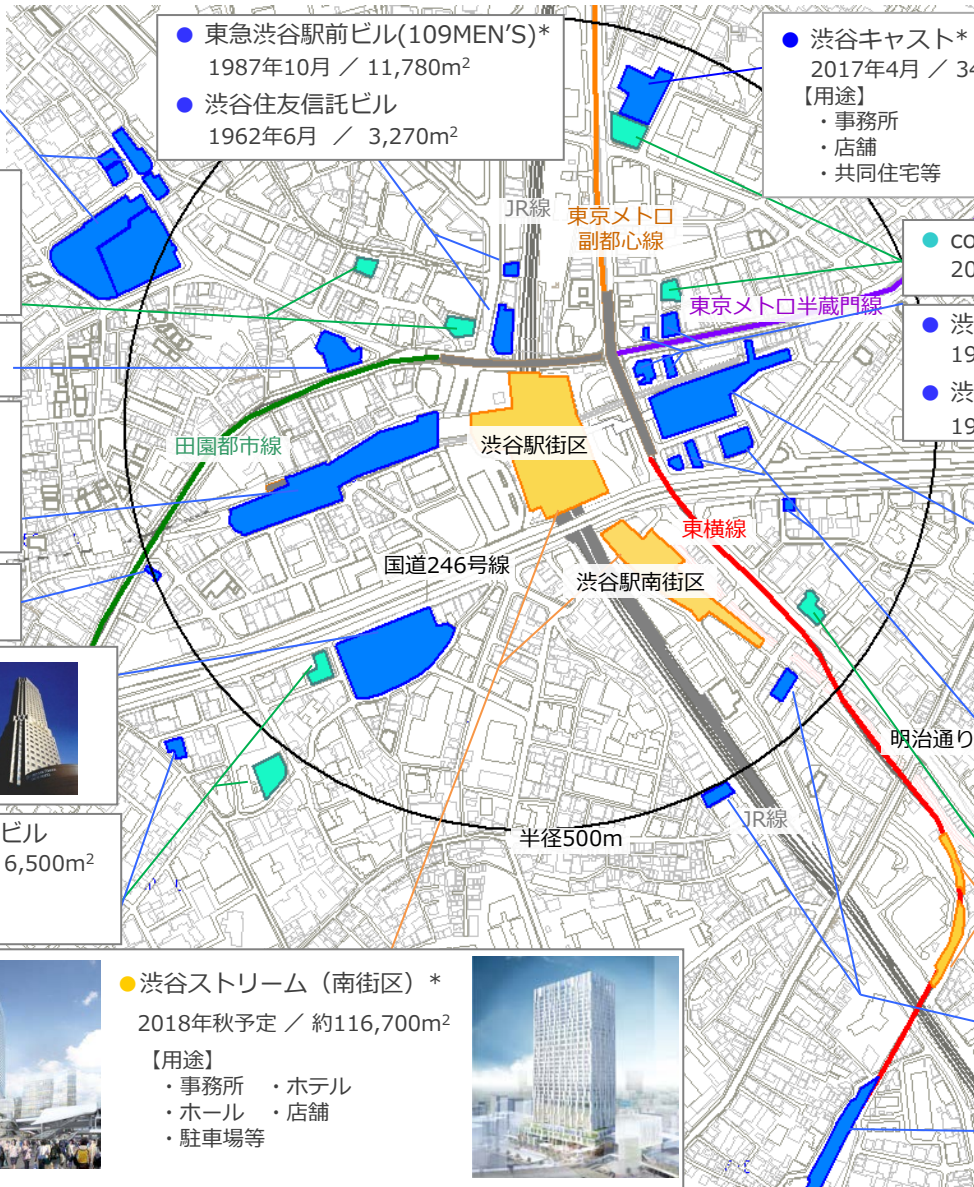 ● 東急渋谷駅前ビル(109MEN'S)*
1987年10月 ／ 11,780m²
● 渋谷住友信託ビル
1962年6月 ／ 3,270m²
● 渋谷キャスト*
2017年4月 ／ 34
【用途】
・事務所
・店舗
・共同住宅等
JR線
東京メトロ
副都心線
● co
20
東京メトロ半蔵門線
● 渋
19
● 渋
19
田園都市線
渋谷駅街区
東横線
国道246号線
渋谷駅南街区
明治通り
JR線
半径500m
ビル
6,500m²
● 渋谷ストリーム（南街区）*
2018年秋予定 ／ 約116,700m²
【用途】
・事務所 ・ホテル
・ホール ・店舗
・駐車場等